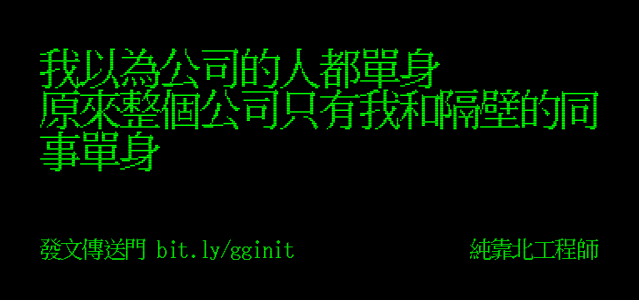 我以為公司的人都單身
原來整個公司只有我和隔壁的同
事單身
發文傳送門 bit.ly/gginit
純靠北工程師